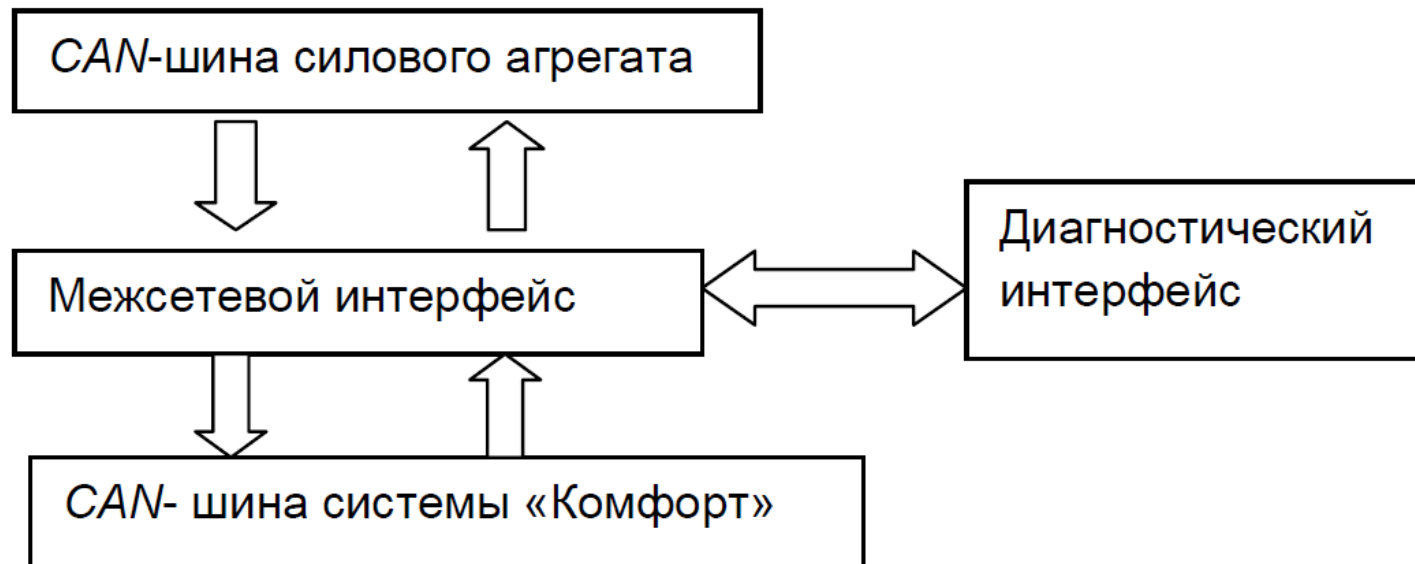 CAN-шина силового агрегата
Диагностический
интерфейс
Межсетевой интерфейс
CAN- шина системы «Комфорт»